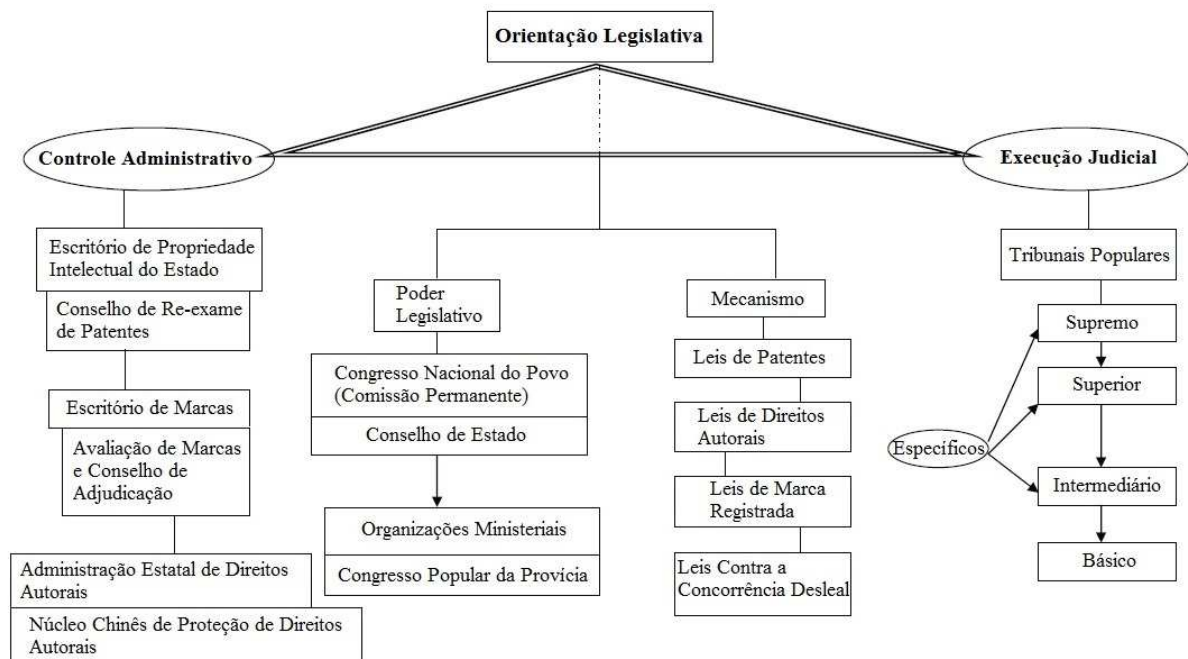 Orientação Legislativa
Controle Administrativo
Execução Judicial
Escritório de Propriedade
Intelectual do Estado
Conselho de Re-exame
de Patentes
Escritório de Marcas
Avaliação de Marcas
e Conselho de
Adjudicação
Administração Estatal de Direitos
Autorais
Núcleo Chinês de Proteção de Direitos
Autorais
Poder
Legislativo
Congresso Nacional do Povo
(Comissão Permanente)
Conselho de Estado
Organizações Ministeriais
Congresso Popular da Provícia
Mecanismo
Leis de Patentes
Leis de Direitos
Autorais
Leis de Marca
Registrada
Leis Contra a
Concorrência Desleal
Tribunais Populares
Supremo
Superior
Específicos
Intermediário
Básico